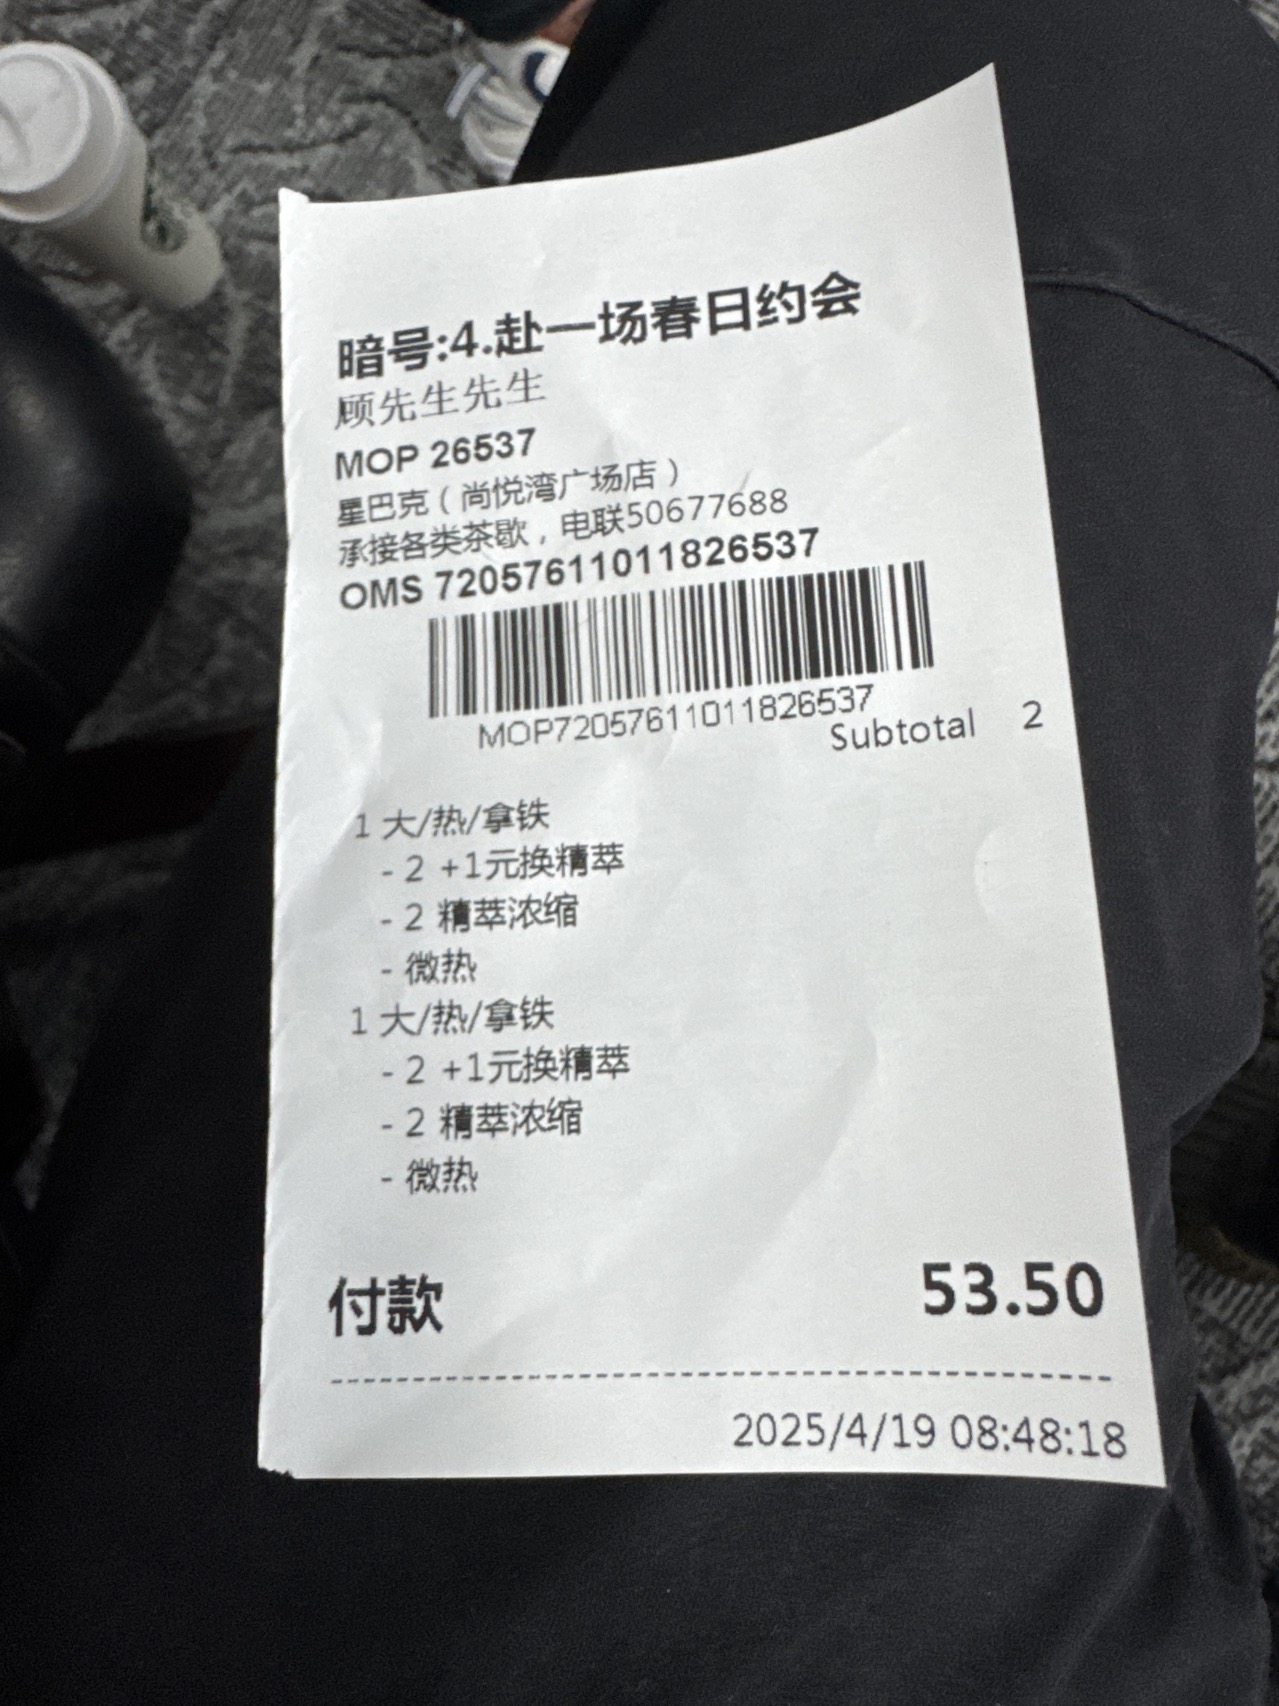 暗号:4.赴一场春日约会
顾先生先生
MOP 26537
星巴克（尚悦湾广场店）
承接各类茶歇，电联50677688
OMS 72057611011826537
MOP72057611011826537
Subtotal 2
1 大/热/拿铁
- 2 +1元换精萃
- 2 精萃浓缩
- 微热
1 大/热/拿铁
- 2 +1元换精萃
- 2 精萃浓缩
- 微热
付款 53.50
2025/4/19 08:48:18